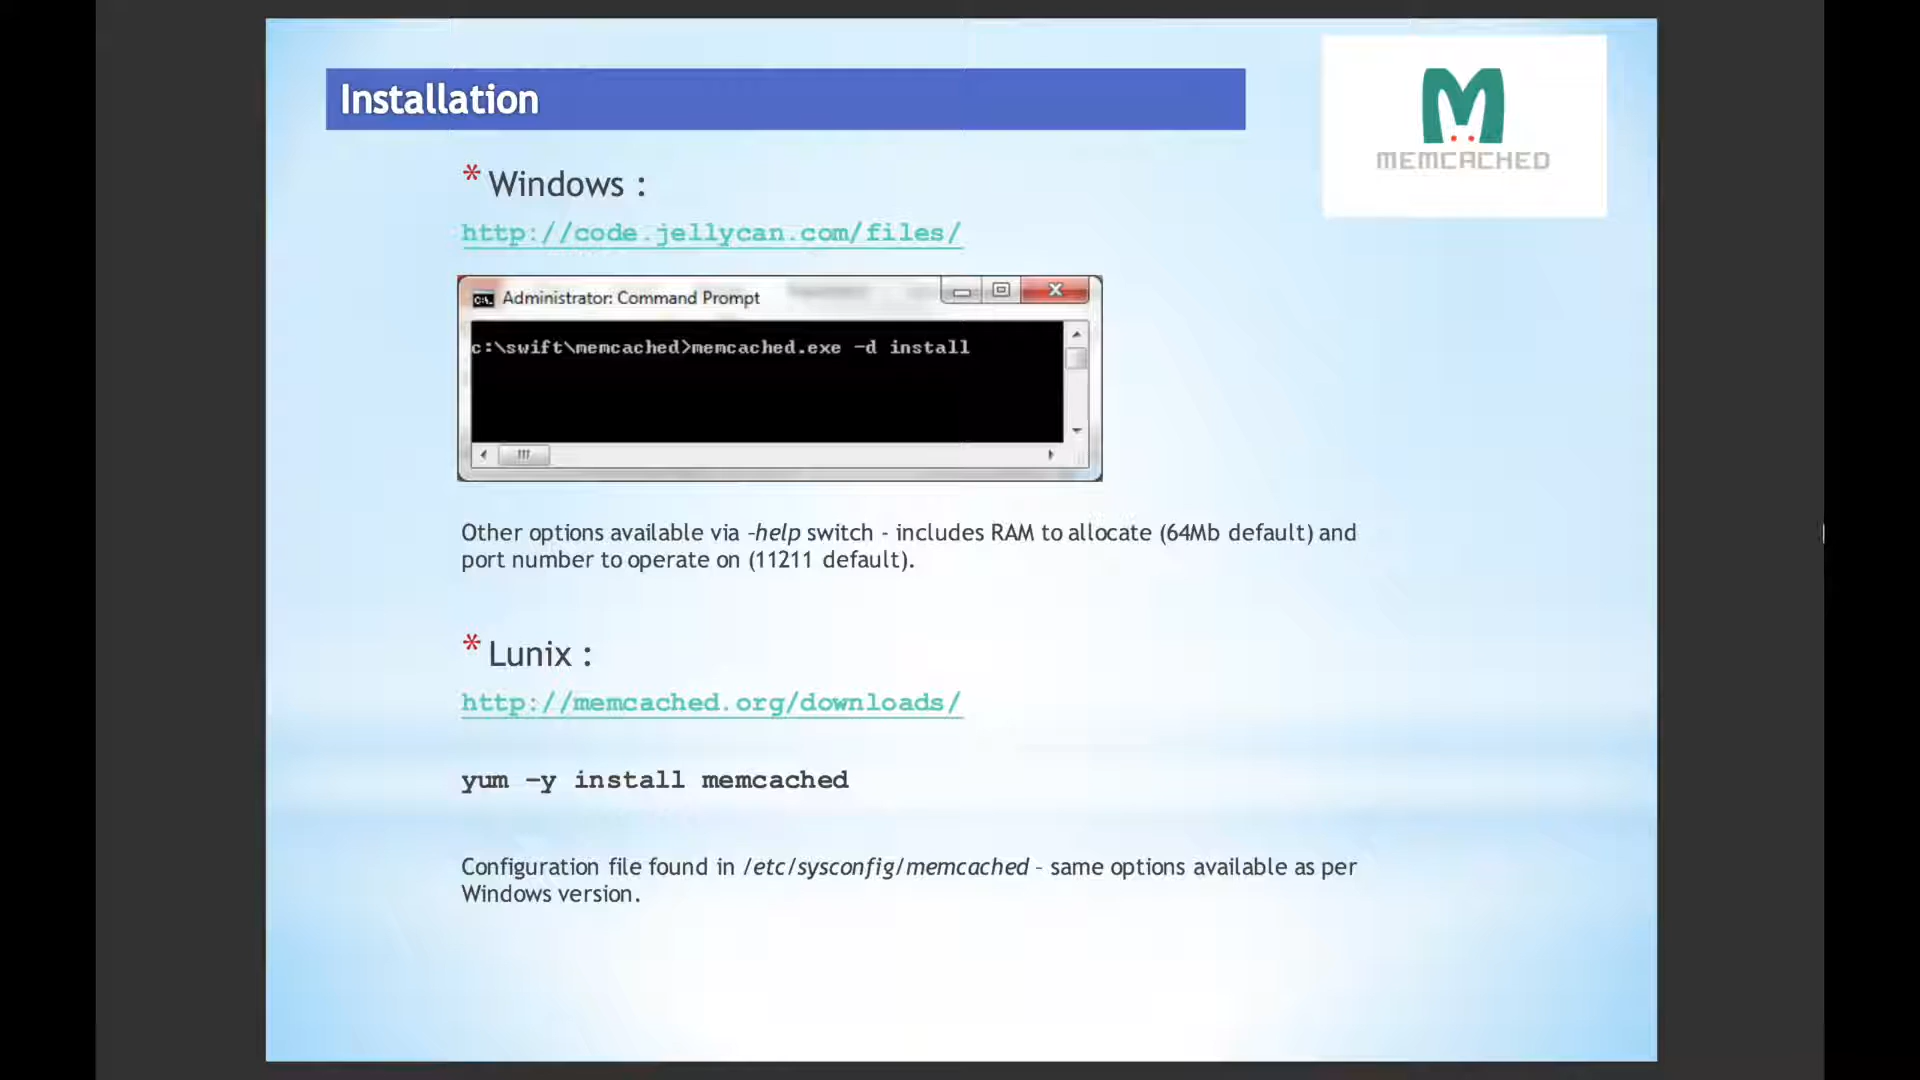 Installation
MEMCACHED
* Windows :
http://code.jellycan.com/files/
Administrator: Command Prompt
c:\swift\memcached>memcached.exe -d install
Other options available via -help switch - includes RAM to allocate (64Mb default) and
port number to operate on (11211 default).
* Lunix :
http://memcached.org/downloads/
yum -y install memcached
Configuration file found in /etc/sysconfig/memcached – same options available as per
Windows version.